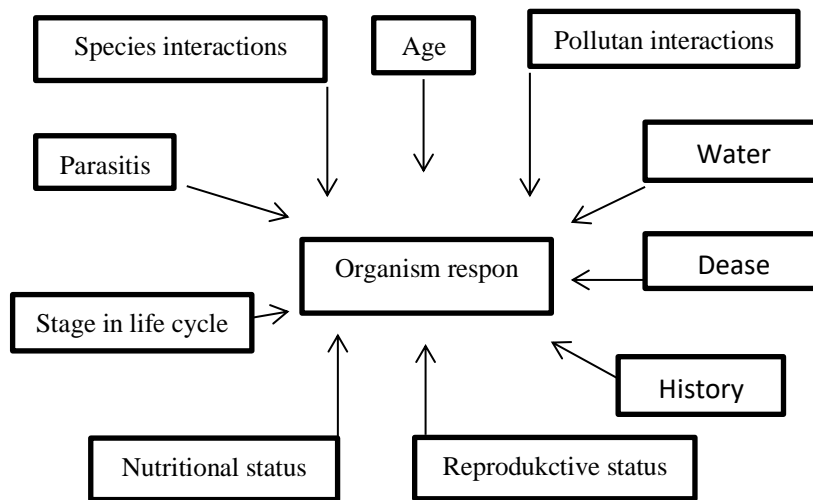 Species interactions
Age
Pollutan interactions
Parasitis
Water
Organism respon
Dease
Stage in life cycle
History
Nutritional status
Reprodukctive status